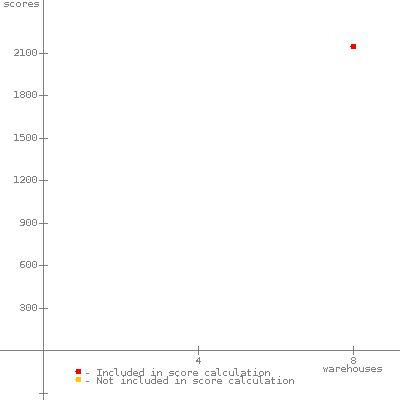 scores
2100
1800
1500
1200
900
600
300
4
8
warehouses
- Included in score calculation
- Not included in score calculation